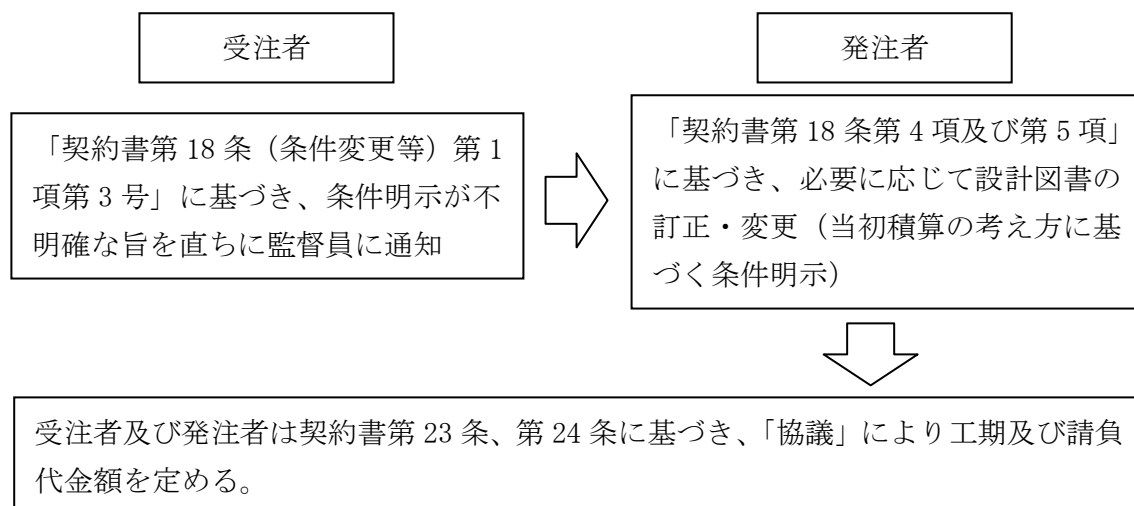 受注者
発注者
「契約書第 18 条（条件変更等）第 1
項第 3 号」に基づき、条件明示が不
明確な旨を直ちに監督員に通知
「契約書第 18 条第 4 項及び第 5 項」
に基づき、必要に応じて設計図書の
訂正・変更（当初積算の考え方に基
づく条件明示）
受注者及び発注者は契約書第 23 条、第 24 条に基づき、「協議」により工期及び請負
代金額を定める。